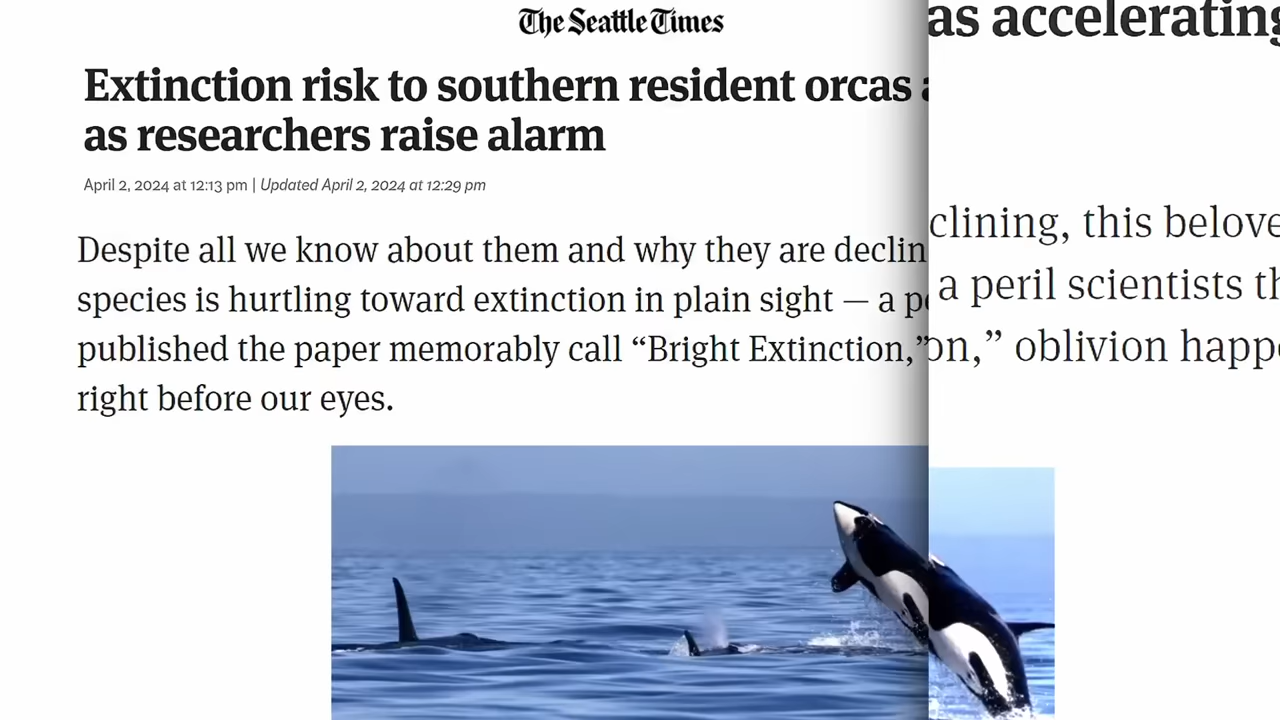 The Seattle Times
Extinction risk to southern resident orcas
as researchers raise alarm
April 2, 2024 at 12:13 pm | Updated April 2, 2024 at 12:29 pm
Despite all we know about them and why they are declin
species is hurtling toward extinction in plain sight — a pe
published the paper memorably call “Bright Extinction,”
right before our eyes.
as accelerating
clining, this belove
a peril scientists th
on,” oblivion happe